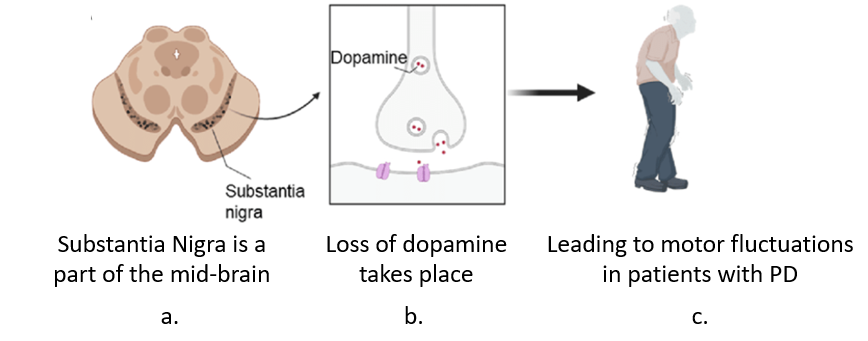 Dopamine
Substantia
nigra
Substantia Nigra is a
part of the mid-brain
a.
Loss of dopamine
takes place
b.
Leading to motor fluctuations
in patients with PD
c.